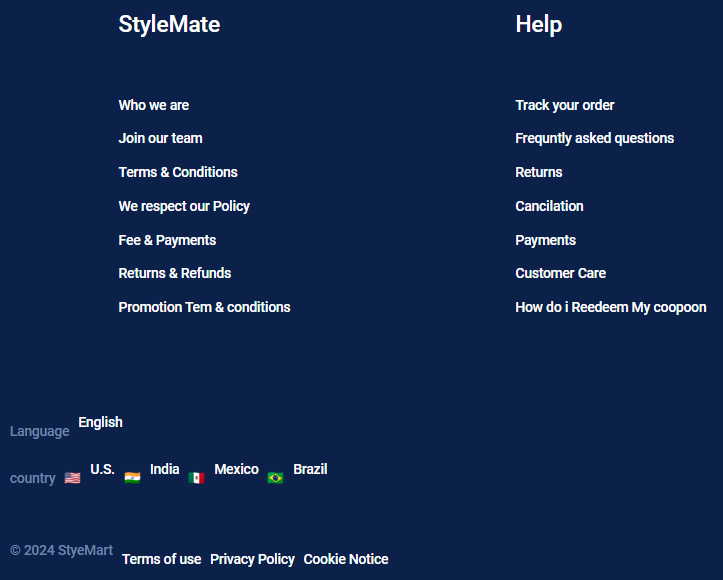 StyleMate
Who we are
Join our team
Terms & Conditions
We respect our Policy
Fee & Payments
Returns & Refunds
Promotion Tem & conditions
Help
Track your order
Frequntly asked questions
Returns
Cancilation
Payments
Customer Care
How do i Reedeem My coopoon
Language English
country U.S. India Mexico Brazil
© 2024 StyeMart Terms of use Privacy Policy Cookie Notice